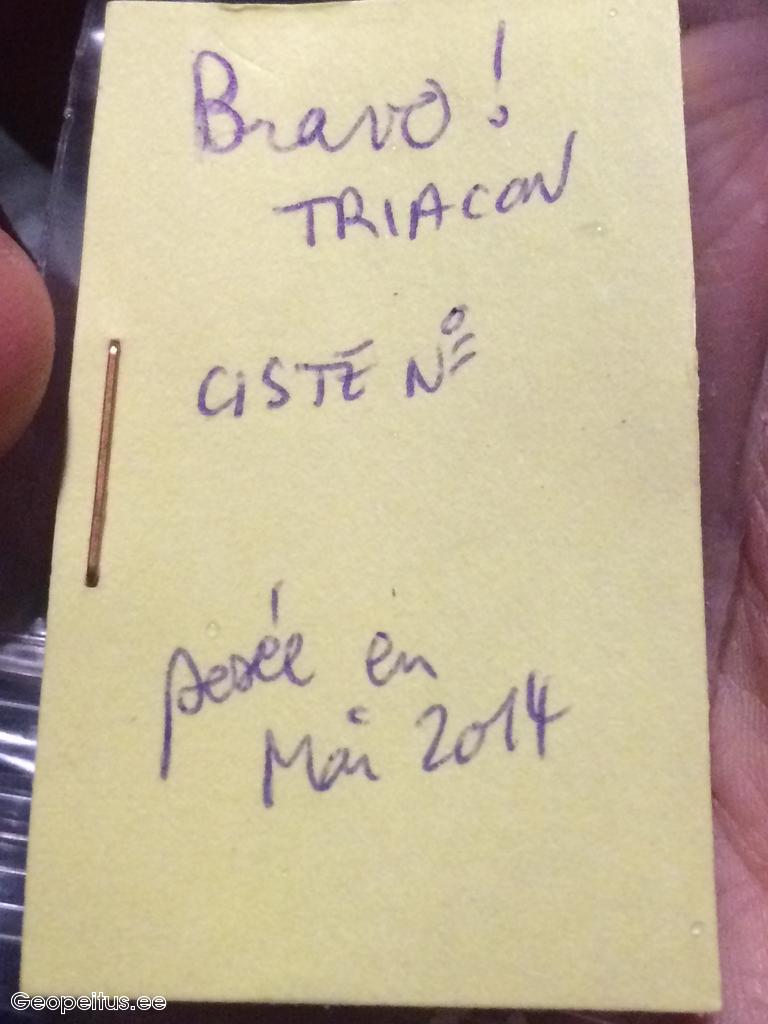 Bravo!
TRIACON
CISTE N°
posée en
Mai 2014
Geopeitus.ee